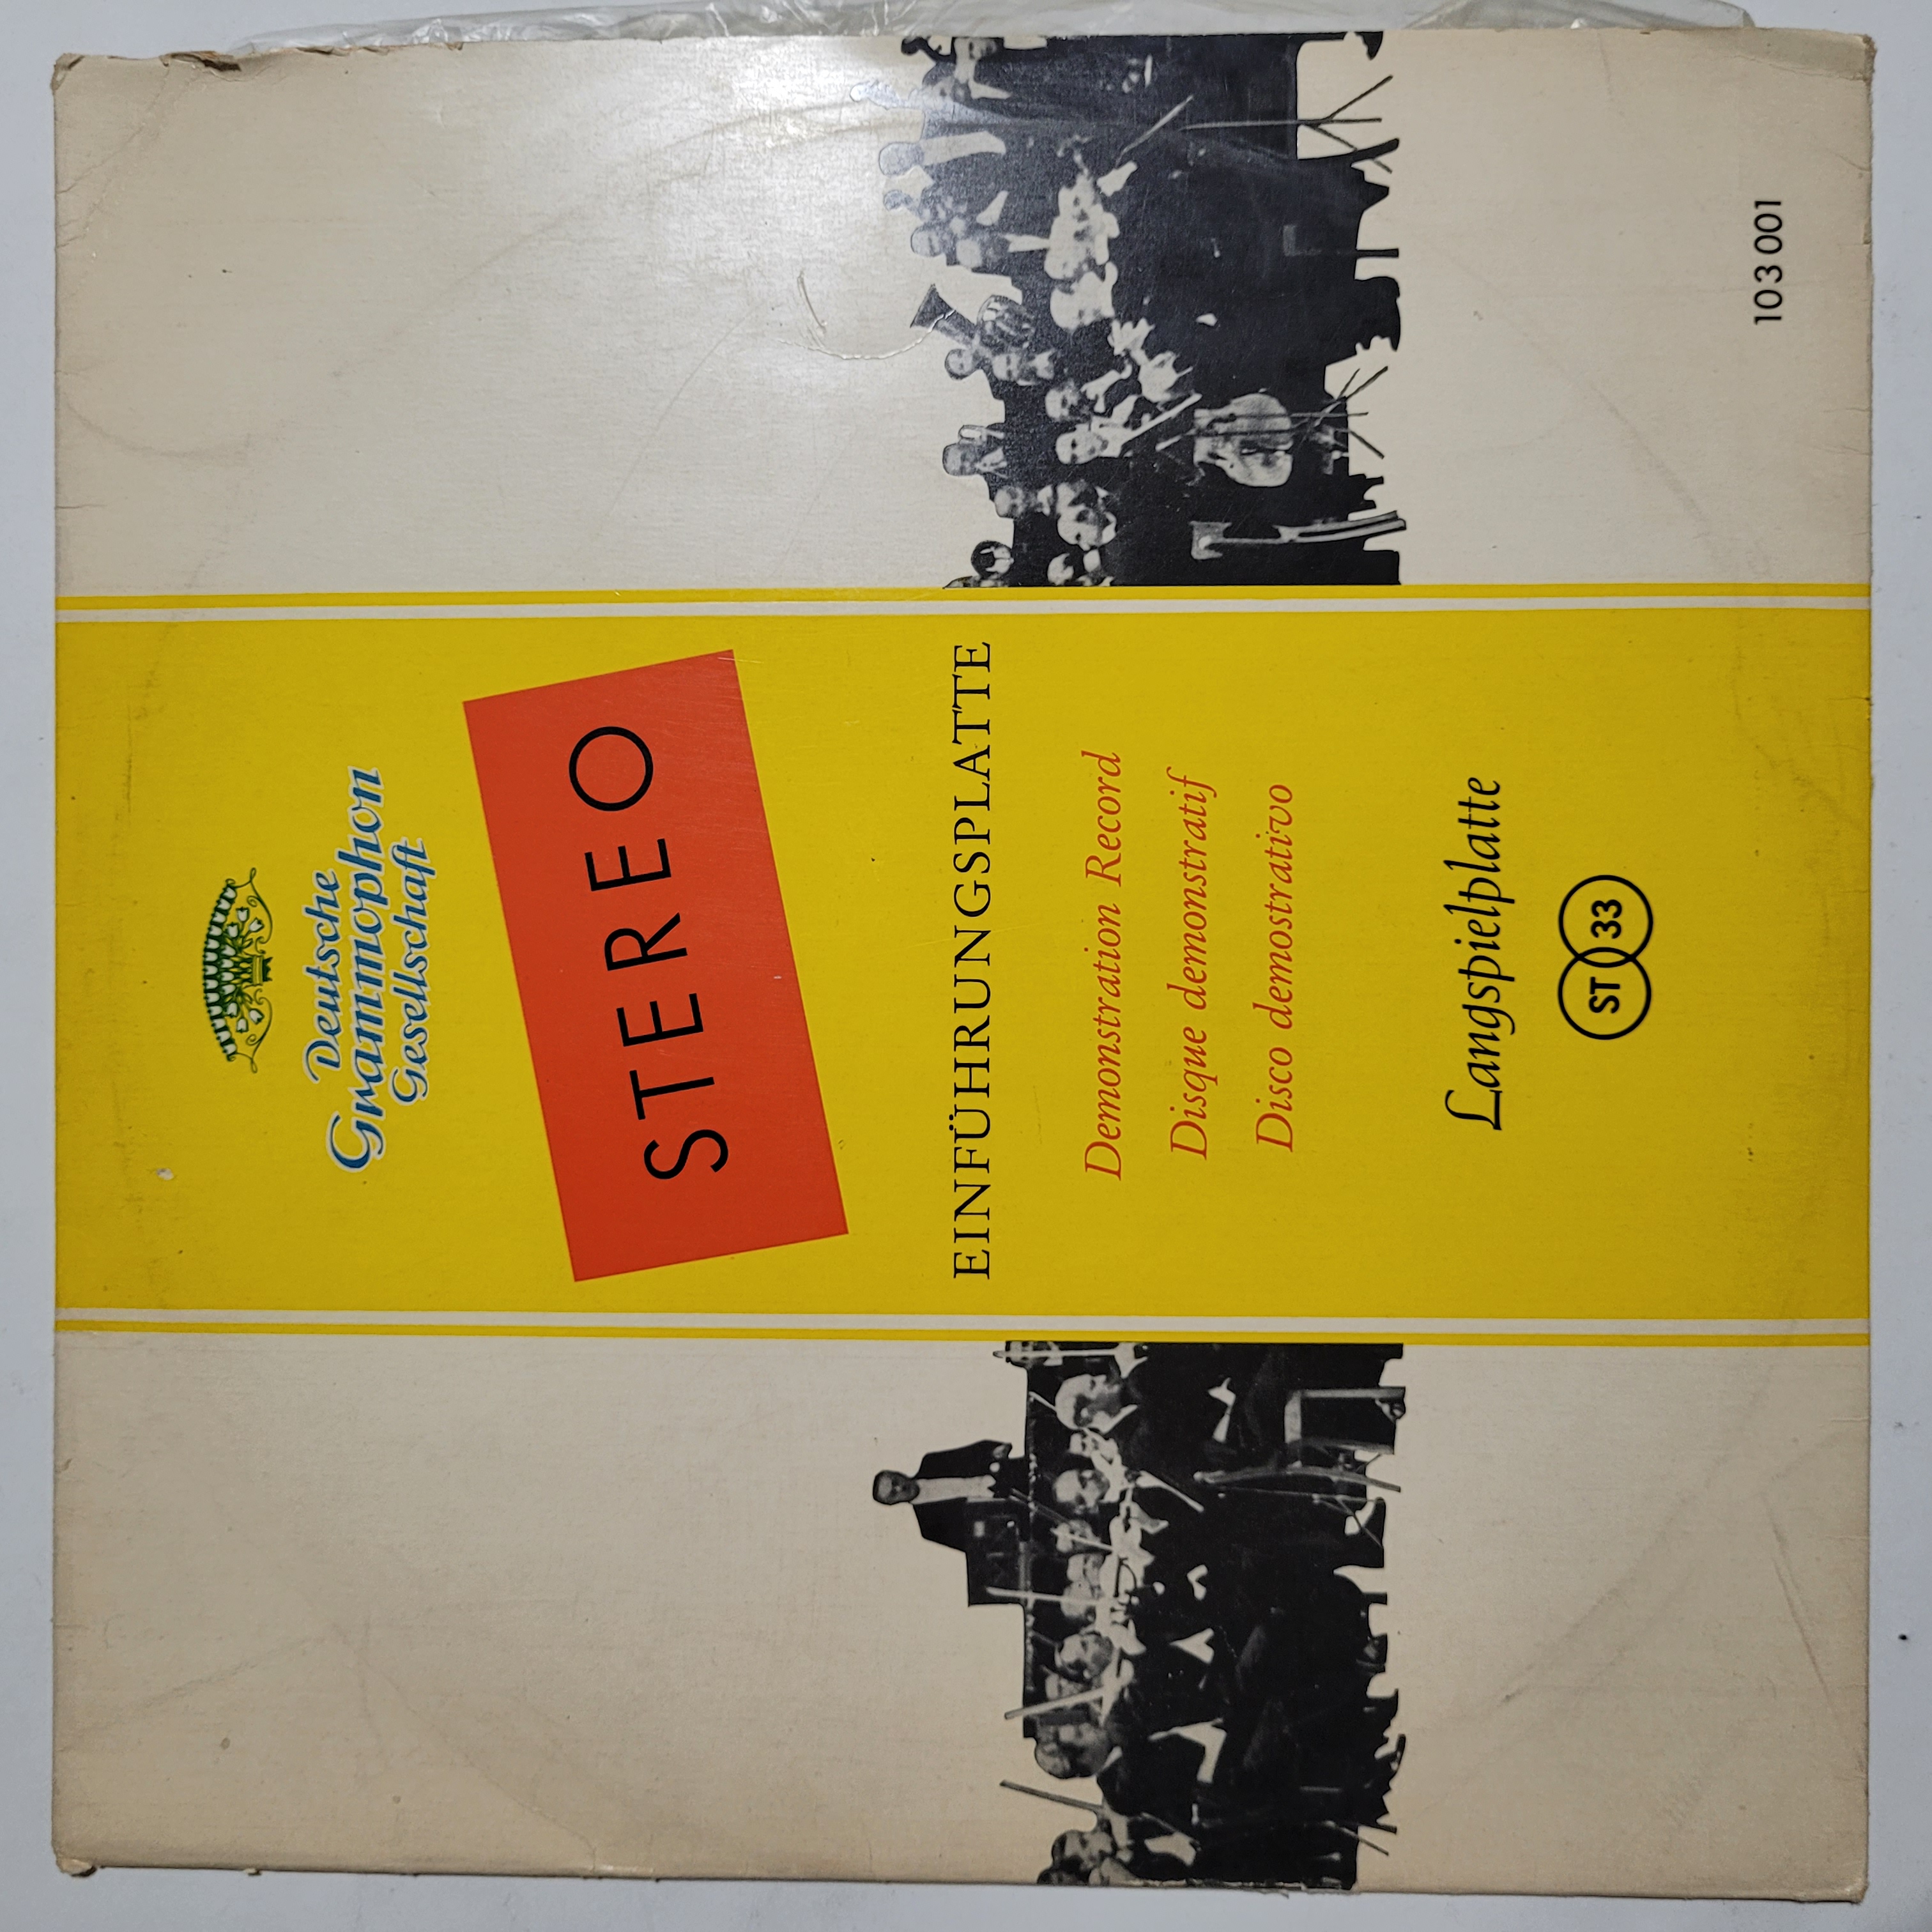 Deutsche
Grammophon
Gesellschaft
STEREO
EINFÜHRUNGSPLATTE
Demonstration Record
Disque demonstratif
Disco demostrativo
Langspielplatte
ST 33
103 001